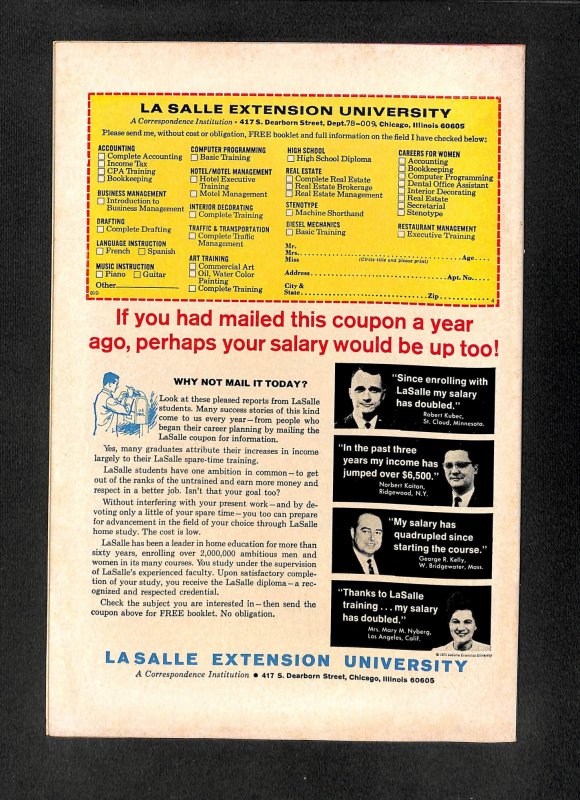 LA SALLE EXTENSION UNIVERSITY
A Correspondence Institution • 417 S. Dearborn Street, Dept. 78-009, Chicago, Illinois 60605
Please send me, without cost or obligation, FREE booklet and full information on the field I have checked below:
ACCOUNTING
Complete Accounting
Income Tax
CPA Training
Bookkeeping
BUSINESS MANAGEMENT
Introduction to
Business Management
DRAFTING
Complete Drafting
LANGUAGE INSTRUCTION
French Spanish
MUSIC INSTRUCTION
Piano Guitar
Other
COMPUTER PROGRAMMING
Basic Training
HOTEL/MOTEL MANAGEMENT
Hotel Executive
Training
Motel Management
INTERIOR DECORATING
Complete Training
TRAFFIC & TRANSPORTATION
Complete Traffic
Management
ART TRAINING
Commercial Art
Oil, Water Color
Painting
Complete Training
HIGH SCHOOL
High School Diploma
REAL ESTATE
Complete Real Estate
Real Estate Brokerage
Real Estate Management
STENOTYPE
Machine Shorthand
DIESEL MECHANICS
Basic Training
CAREERS FOR WOMEN
Accounting
Bookkeeping
Computer Programming
Dental Office Assistant
Interior Decorating
Real Estate
Secretarial
Stenotype
RESTAURANT MANAGEMENT
Executive Training
Mr.
Mrs. Age
Miss (Circle title and please print)
Address Apt. No.
City &
State Zip
If you had mailed this coupon a year
ago, perhaps your salary would be up too!
WHY NOT MAIL IT TODAY?
Look at these pleased reports from LaSalle
students. Many success stories of this kind
come to us every year—from people who
began their career planning by mailing the
LaSalle coupon for information.
Yes, many graduates attribute their increases in income
largely to their LaSalle spare-time training.
LaSalle students have one ambition in common—to get
out of the ranks of the untrained and earn more money and
respect in a better job. Isn't that your goal too?
Without interfering with your present work—and by de-
voting only a little of your spare time—you too can prepare
for advancement in the field of your choice through LaSalle
home study. The cost is low.
LaSalle has been a leader in home education for more than
sixty years, enrolling over 2,000,000 ambitious men and
women in its many courses. You study under the supervision
of LaSalle's experienced faculty. Upon satisfactory comple-
tion of your study, you receive the LaSalle diploma—a rec-
ognized and respected credential.
Check the subject you are interested in—then send the
coupon above for FREE booklet. No obligation.
"Since enrolling with
LaSalle my salary
has doubled."
Robert Kubec,
St. Cloud, Minnesota.
"In the past three
years my income has
jumped over $6,500."
Norbert Kaitan,
Ridgewood, N.Y.
"My salary has
quadrupled since
starting the course."
George R. Kelly,
W. Bridgewater, Mass.
"Thanks to LaSalle
training . . . my salary
has doubled."
Mrs. Mary M. Nyberg,
Los Angeles, Calif.
LA SALLE EXTENSION UNIVERSITY
A Correspondence Institution • 417 S. Dearborn Street, Chicago, Illinois 60605